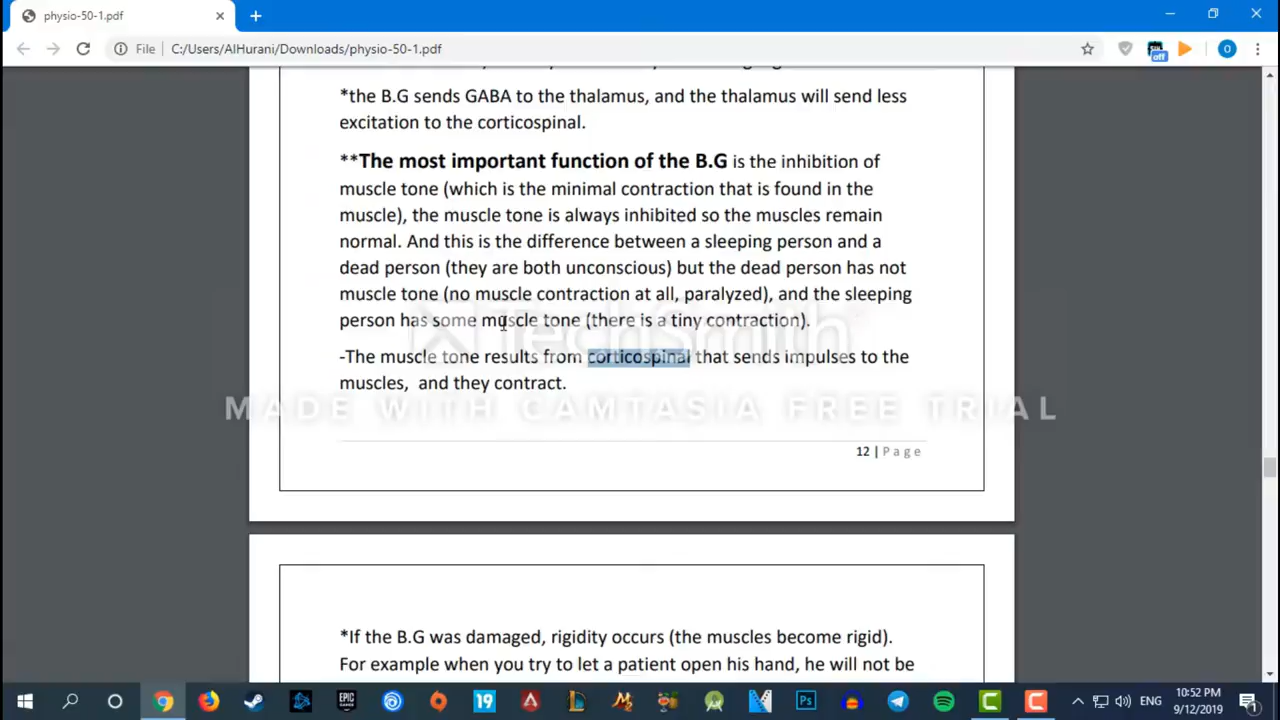 physio-50-1.pdf
File | C:/Users/AlHurani/Downloads/physio-50-1.pdf
off
O
*the B.G sends GABA to the thalamus, and the thalamus will send less
excitation to the corticospinal.
**The most important function of the B.G is the inhibition of
muscle tone (which is the minimal contraction that is found in the
muscle), the muscle tone is always inhibited so the muscles remain
normal. And this is the difference between a sleeping person and a
dead person (they are both unconscious) but the dead person has not
muscle tone (no muscle contraction at all, paralyzed), and the sleeping
person has some muscle tone (there is a tiny contraction).
TechSmith
-The muscle tone results from corticospinal that sends impulses to the
muscles, and they contract.
MADE WITH CAMTASIA FREE TRIAL
12 | Page
*If the B.G was damaged, rigidity occurs (the muscles become rigid).
For example when you try to let a patient open his hand, he will not be
EPIC GAMES
19
Ps
ENG
10:52 PM
9/12/2019
1